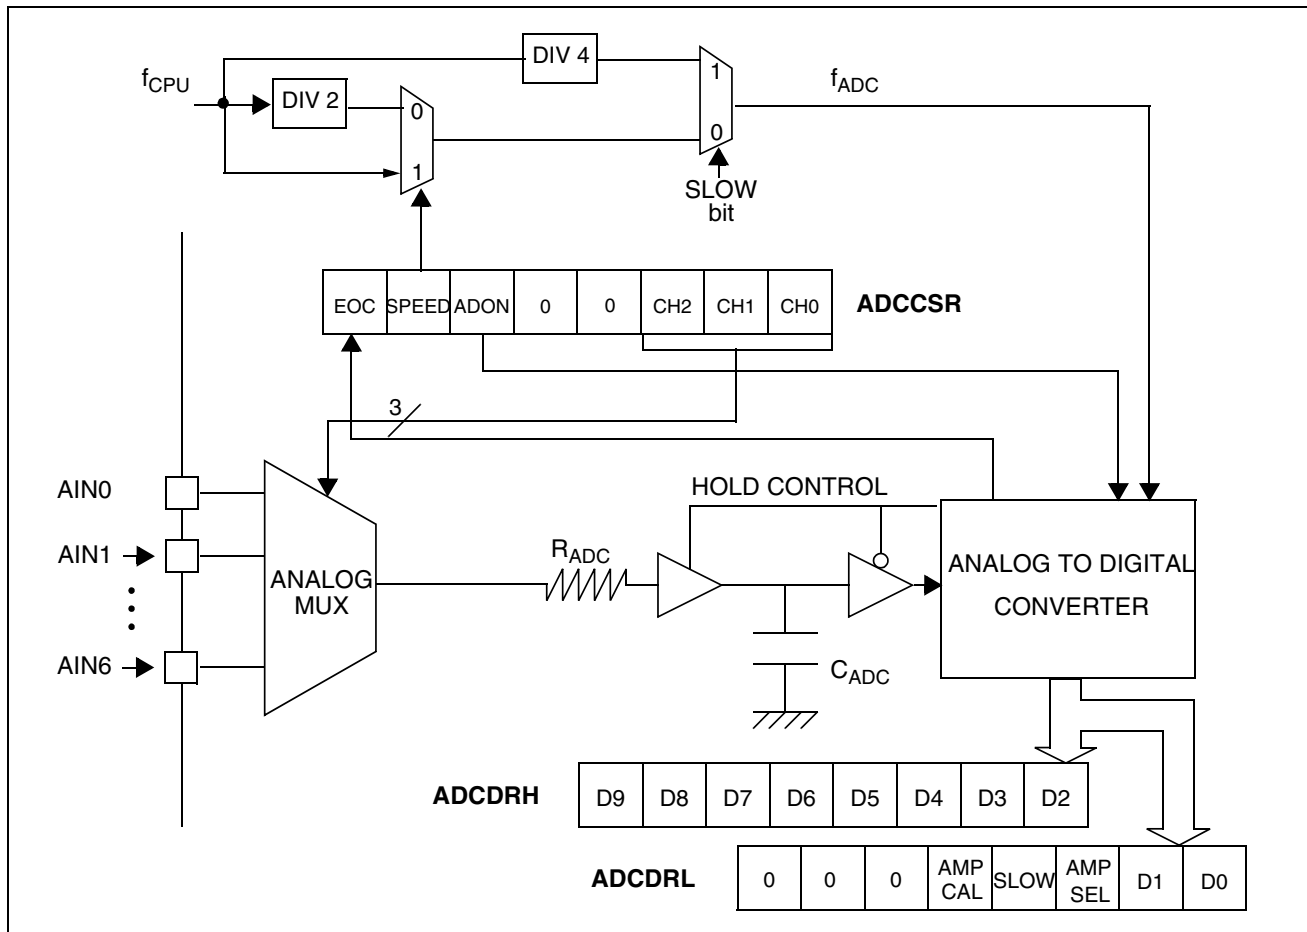 DIV 4
fCPU
DIV 2
0
1
1
0
fADC
SLOW
bit
EOC SPEED ADON 0 0 CH2 CH1 CH0
ADCCSR
3
AIN0
AIN1
AIN6
ANALOG
MUX
RADC
HOLD CONTROL
CADC
ANALOG TO DIGITAL
CONVERTER
ADCDRH
D9 D8 D7 D6 D5 D4 D3 D2
ADCDRL
0 0 0 AMP CAL SLOW AMP SEL D1 D0